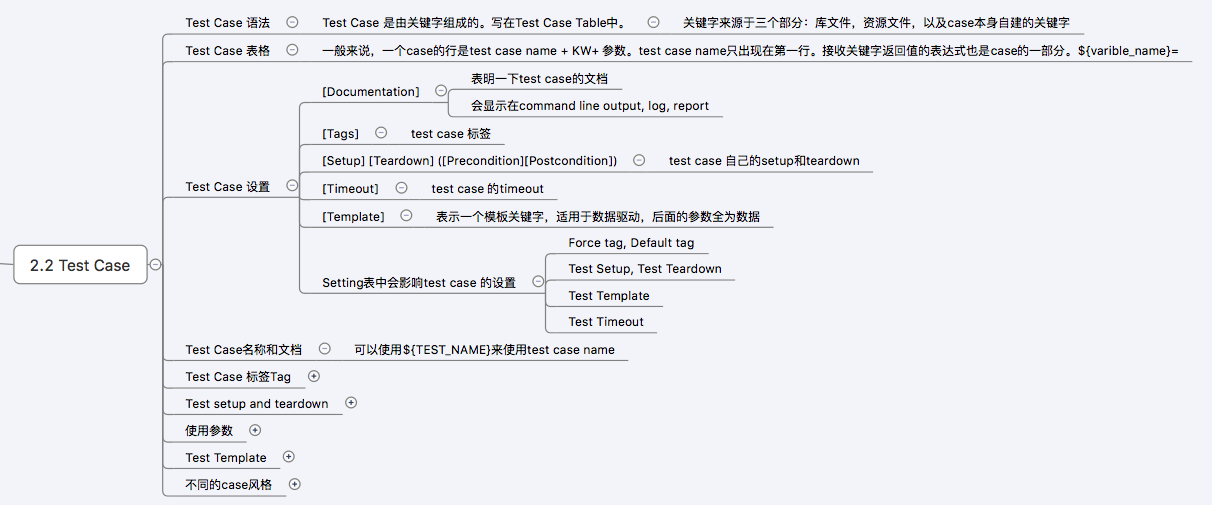 Test Case 语法
Test Case 是由关键字组成的。写在Test Case Table中。
关键字来源于三个部分：库文件，资源文件，以及case本身自建的关键字
Test Case 表格
一般来说，一个case的行是test case name + KW+ 参数。test case name只出现在第一行。接收关键字返回值的表达式也是case的一部分。${varible_name}=
2.2 Test Case
Test Case 设置
[Documentation]
表明一下test case的文档
会显示在command line output, log, report
[Tags]
test case 标签
[Setup] [Teardown] ([Precondition][Postcondition])
test case 自己的setup和teardown
[Timeout]
test case 的timeout
[Template]
表示一个模板关键字，适用于数据驱动，后面的参数全为数据
Setting表中会影响test case 的设置
Force tag, Default tag
Test Setup, Test Teardown
Test Template
Test Timeout
Test Case名称和文档
可以使用${TEST_NAME}来使用test case name
Test Case 标签Tag
Test setup and teardown
使用参数
Test Template
不同的case风格